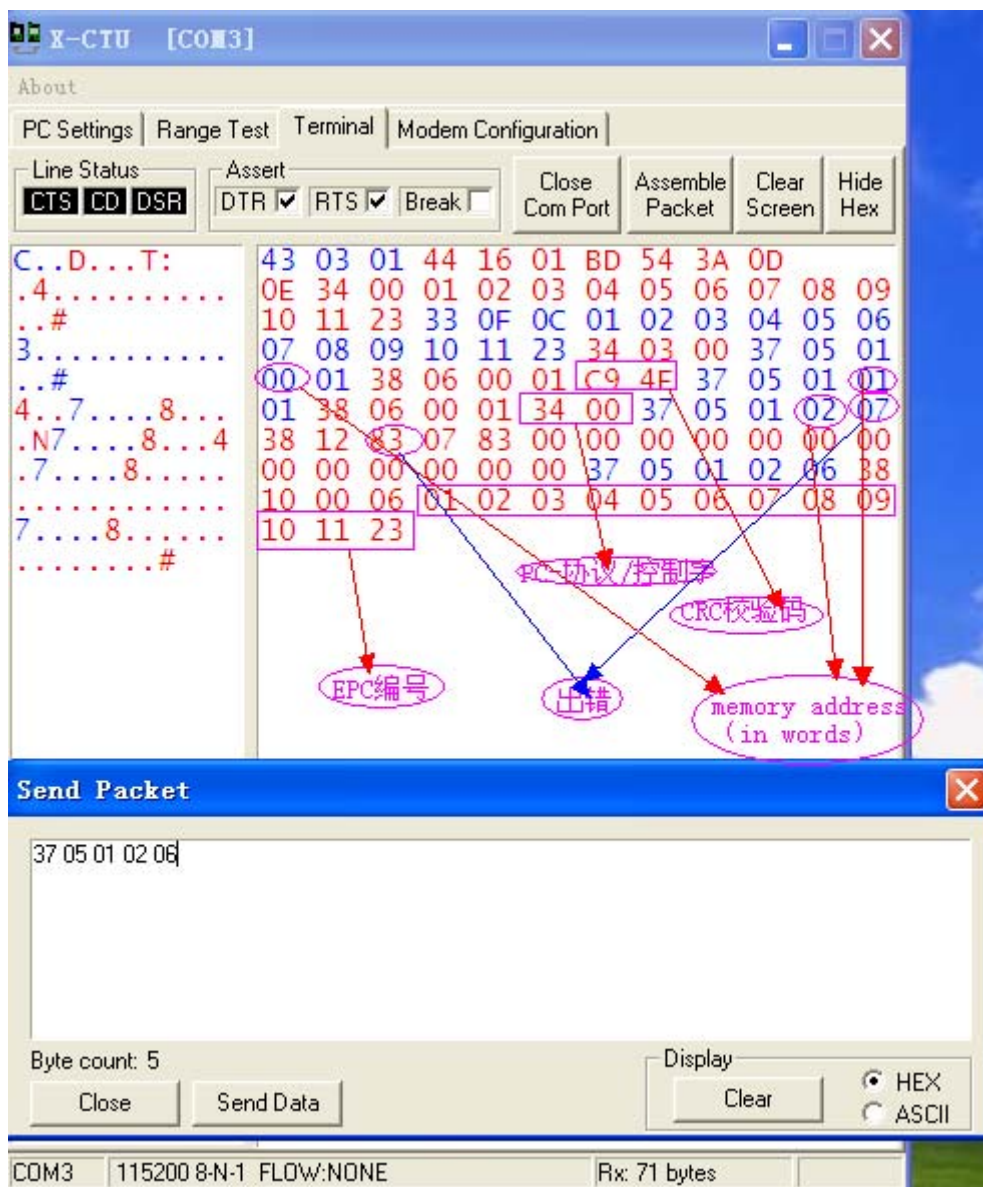 X-CTU [COM3]
About
PC Settings Range Test Terminal Modem Configuration
Line Status Assert
CTS CD DSR DTR RTS Break
Close Com Port
Assemble Packet
Clear Screen
Hide Hex
C..D...T:
.4..........
..#
3...........
..#
4..7....8...
.N7....8...4
.7....8.....
............
7....8......
........#
43 03 01 44 16 01 BD 54 3A 0D
0E 34 00 01 02 03 04 05 06 07 08 09
10 11 23 33 0F 0C 01 02 03 04 05 06
07 08 09 10 11 23 34 03 00 37 05 01
00 01 38 06 00 01 C9 4E 37 05 01 01
01 38 06 00 01 34 00 37 05 01 02 07
38 12 83 07 83 00 00 00 00 00 00 00
00 00 00 00 00 00 37 05 01 02 06 38
10 00 06 01 02 03 04 05 06 07 08 09
10 11 23
PC-协议/控制字
CRC校验码
EPC编号
出错
memory address
(in words)
Send Packet
37 05 01 02 06
Byte count: 5
Close Send Data
Display
Clear
HEX
ASCII
COM3 115200 8-N-1 FLOW:NONE Rx: 71 bytes